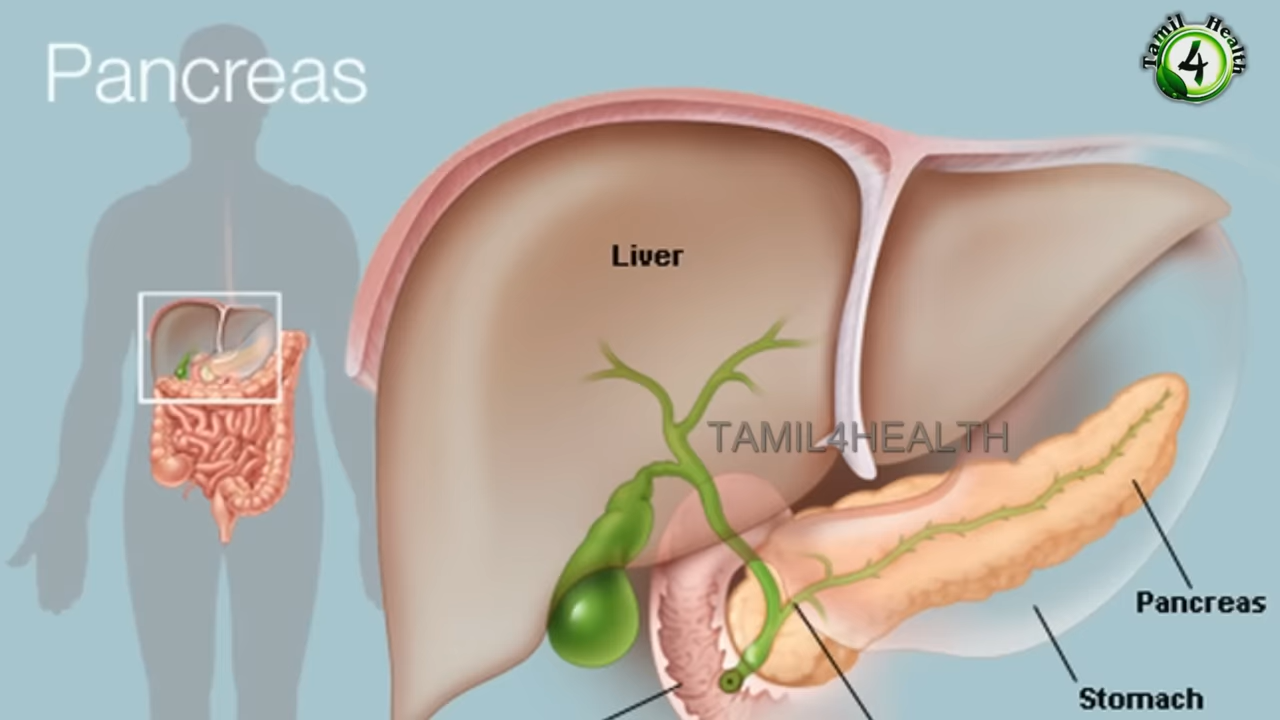 Pancreas
Tamil 4 Health
Liver
TAMIL4HEALTH
Pancreas
Stomach